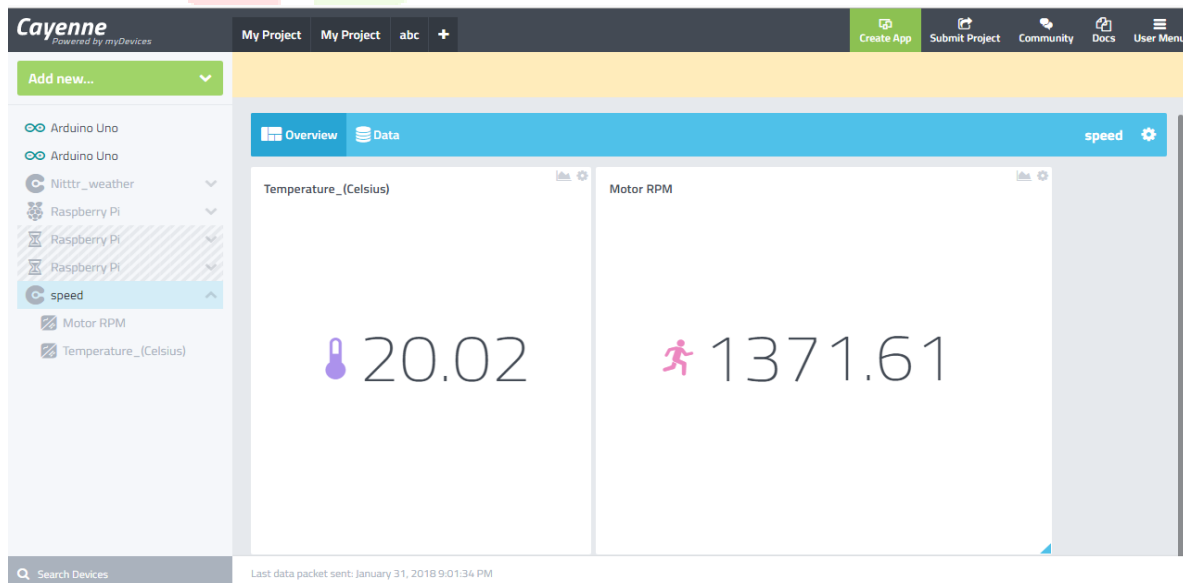 Cayenne
Powered by myDevices
My Project My Project abc +
Create App Submit Project Community Docs User Menu
Add new...
Arduino Uno
Arduino Uno
Nitttr_weather
Raspberry Pi
Raspberry Pi
Raspberry Pi
speed
Motor RPM
Temperature_(Celsius)
Search Devices
Overview Data speed
Temperature_(Celsius)
20.02
Motor RPM
1371.61
Last data packet sent: January 31, 2018 9:01:34 PM